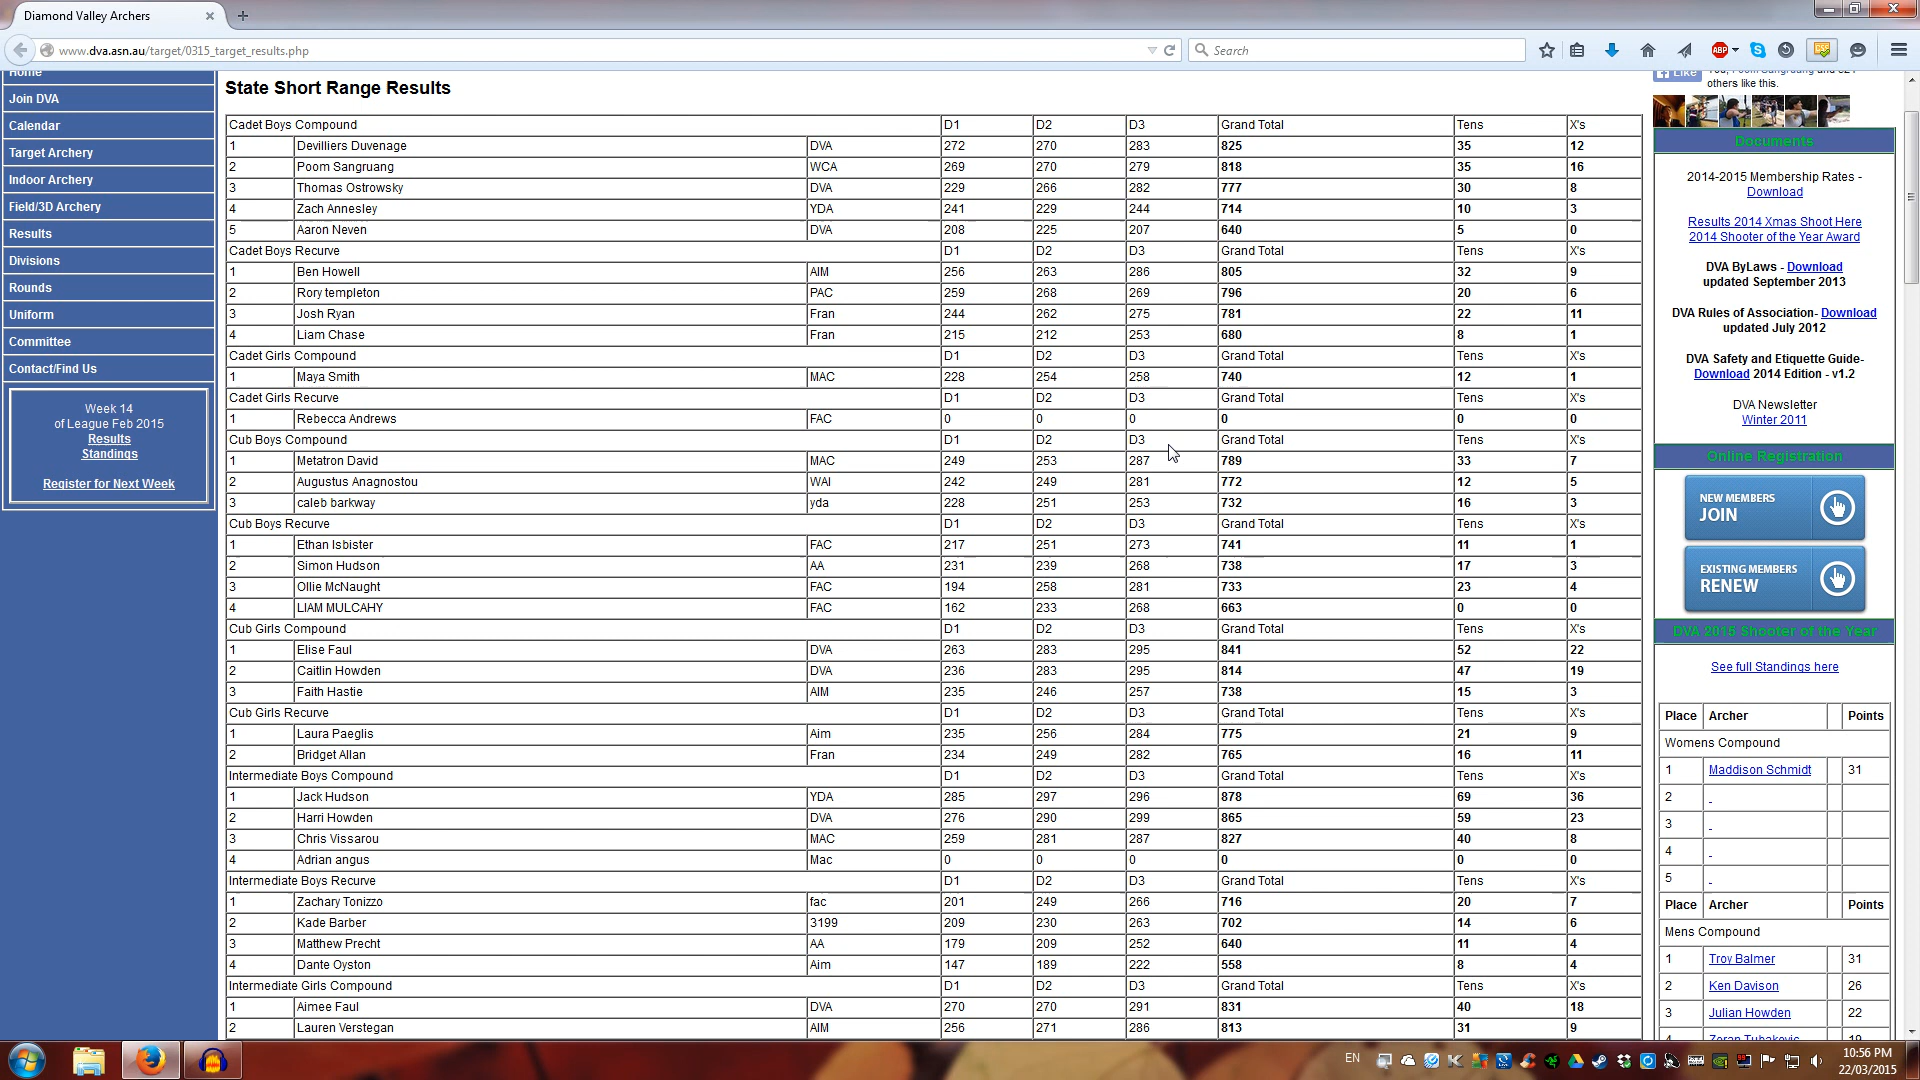 Diamond Valley Archers
www.dva.asn.au/target/0315_target_results.php
Search
Home
Join DVA
Calendar
Target Archery
Indoor Archery
Field/3D Archery
Results
Divisions
Rounds
Uniform
Committee
Contact/Find Us
Week 14
of League Feb 2015
Results
Standings
Register for Next Week
State Short Range Results
Cadet Boys Compound D1 D2 D3 Grand Total Tens X's
1 Devilliers Duvenage DVA 272 270 283 825 35 12
2 Poom Sangruang WCA 269 270 279 818 35 16
3 Thomas Ostrowsky DVA 229 266 282 777 30 8
4 Zach Annesley YDA 241 229 244 714 10 3
5 Aaron Neven DVA 208 225 207 640 5 0
Cadet Boys Recurve D1 D2 D3 Grand Total Tens X's
1 Ben Howell AIM 256 263 286 805 32 9
2 Rory templeton PAC 259 268 269 796 20 6
3 Josh Ryan Fran 244 262 275 781 22 11
4 Liam Chase Fran 215 212 253 680 8 1
Cadet Girls Compound D1 D2 D3 Grand Total Tens X's
1 Maya Smith MAC 228 254 258 740 12 1
Cadet Girls Recurve D1 D2 D3 Grand Total Tens X's
1 Rebecca Andrews FAC 0 0 0 0 0 0
Cub Boys Compound D1 D2 D3 Grand Total Tens X's
1 Metatron David MAC 249 253 287 789 33 7
2 Augustus Anagnostou WAI 242 249 281 772 12 5
3 caleb barkway yda 228 251 253 732 16 3
Cub Boys Recurve D1 D2 D3 Grand Total Tens X's
1 Ethan Isbister FAC 217 251 273 741 11 1
2 Simon Hudson AA 231 239 268 738 17 3
3 Ollie McNaught FAC 194 258 281 733 23 4
4 LIAM MULCAHY FAC 162 233 268 663 0 0
Cub Girls Compound D1 D2 D3 Grand Total Tens X's
1 Elise Faul DVA 263 283 295 841 52 22
2 Caitlin Howden DVA 236 283 295 814 47 19
3 Faith Hastie AIM 235 246 257 738 15 3
Cub Girls Recurve D1 D2 D3 Grand Total Tens X's
1 Laura Paeglis Aim 235 256 284 775 21 9
2 Bridget Allan Fran 234 249 282 765 16 11
Intermediate Boys Compound D1 D2 D3 Grand Total Tens X's
1 Jack Hudson YDA 285 297 296 878 69 36
2 Harri Howden DVA 276 290 299 865 59 23
3 Chris Vissarou MAC 259 281 287 827 40 8
4 Adrian angus Mac 0 0 0 0 0 0
Intermediate Boys Recurve D1 D2 D3 Grand Total Tens X's
1 Zachary Tonizzo fac 201 249 266 716 20 7
2 Kade Barber 3199 209 230 263 702 14 6
3 Matthew Precht AA 179 209 252 640 11 4
4 Dante Oyston Aim 147 189 222 558 8 4
Intermediate Girls Compound D1 D2 D3 Grand Total Tens X's
1 Aimee Faul DVA 270 270 291 831 40 18
2 Lauren Verstegan AIM 256 271 286 813 31 9
Like You, Poom Sangruang and
others like this.
Documents
2014-2015 Membership Rates -
Download
Results 2014 Xmas Shoot Here
2014 Shooter of the Year Award
DVA ByLaws - Download
updated September 2013
DVA Rules of Association- Download
updated July 2012
DVA Safety and Etiquette Guide-
Download 2014 Edition - v1.2
DVA Newsletter
Winter 2011
Online Registration
NEW MEMBERS
JOIN
EXISTING MEMBERS
RENEW
DVA 2015 Shooter of the Year
See full Standings here
Place Archer Points
Womens Compound
1 Maddison Schmidt 31
2 -
3 -
4 -
5 -
Place Archer Points
Mens Compound
1 Troy Balmer 31
2 Ken Davison 26
3 Julian Howden 22
4 Zoran Tubakovic 19
ABP
EN
10:56 PM
22/03/2015